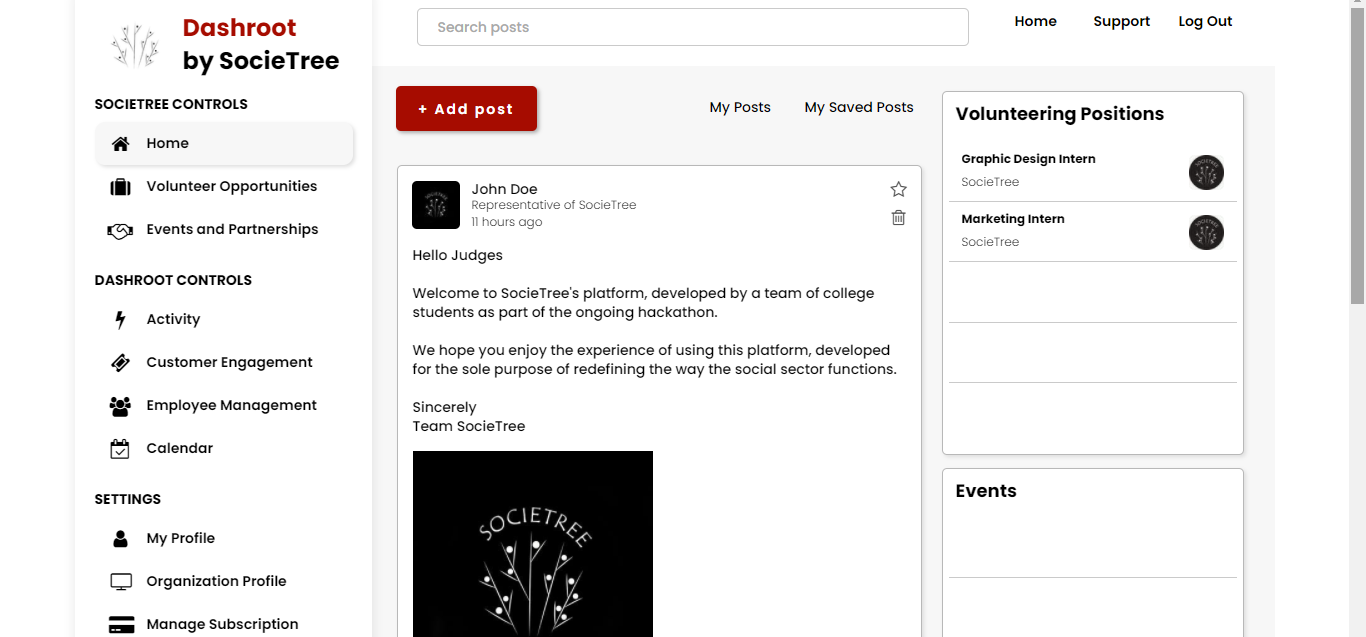 Dashroot
by SocieTree
SOCIETREE CONTROLS
Home
Volunteer Opportunities
Events and Partnerships
DASHROOT CONTROLS
Activity
Customer Engagement
Employee Management
Calendar
SETTINGS
My Profile
Organization Profile
Manage Subscription
Search posts
Home Support Log Out
+ Add post
My Posts My Saved Posts
John Doe
Representative of SocieTree
11 hours ago
Hello Judges
Welcome to SocieTree's platform, developed by a team of college
students as part of the ongoing hackathon.
We hope you enjoy the experience of using this platform, developed
for the sole purpose of redefining the way the social sector functions.
Sincerely
Team SocieTree
SOCIETREE
Volunteering Positions
Graphic Design Intern
SocieTree
Marketing Intern
SocieTree
Events